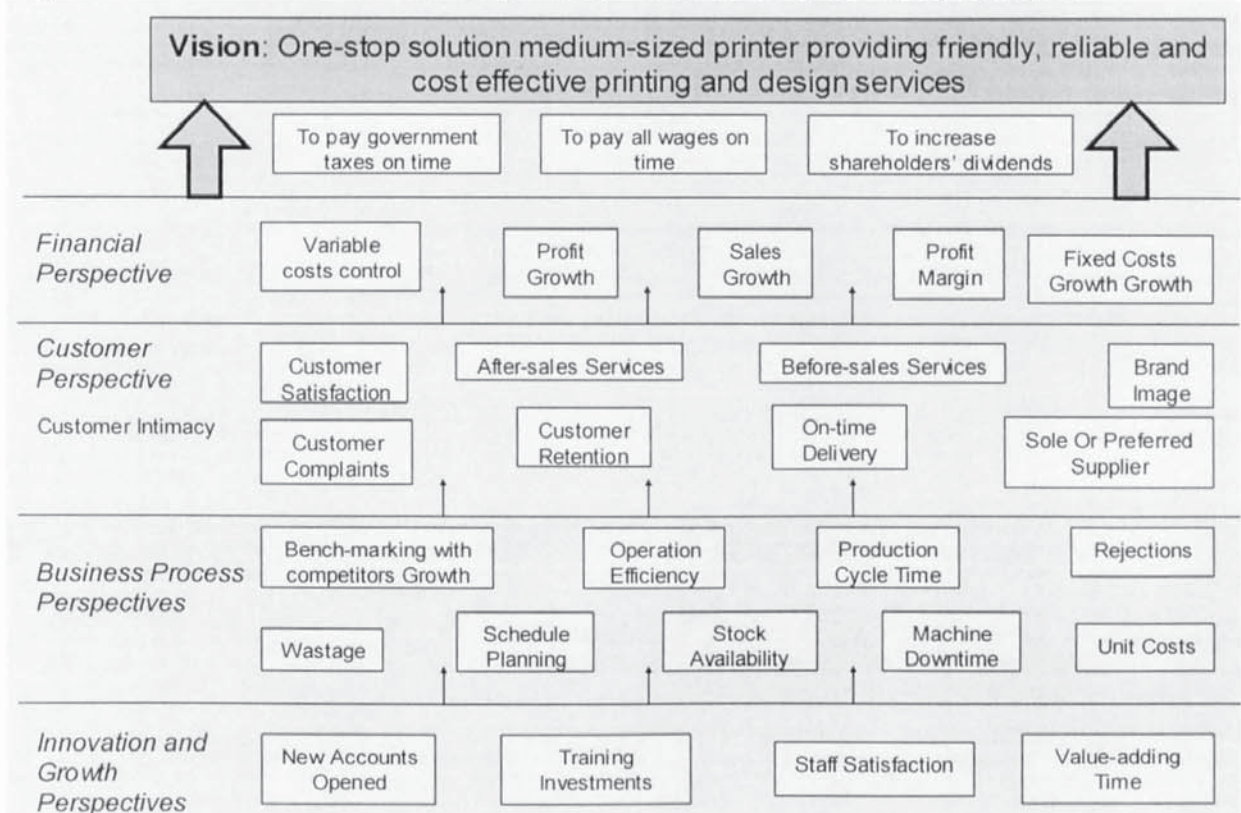 Vision: One-stop solution medium-sized printer providing friendly, reliable and
cost effective printing and design services
To pay government
taxes on time
To pay all wages on
time
To increase
shareholders' dividends
Financial
Perspective
Variable
costs control
Profit
Growth
Sales
Growth
Profit
Margin
Fixed Costs
Growth Growth
Customer
Perspective
Customer Intimacy
Customer
Satisfaction
After-sales Services
Before-sales Services
Brand
Image
Customer
Complaints
Customer
Retention
On-time
Delivery
Sole Or Preferred
Supplier
Business Process
Perspectives
Bench-marking with
competitors Growth
Operation
Efficiency
Production
Cycle Time
Rejections
Wastage
Schedule
Planning
Stock
Availability
Machine
Downtime
Unit Costs
Innovation and
Growth
Perspectives
New Accounts
Opened
Training
Investments
Staff Satisfaction
Value-adding
Time